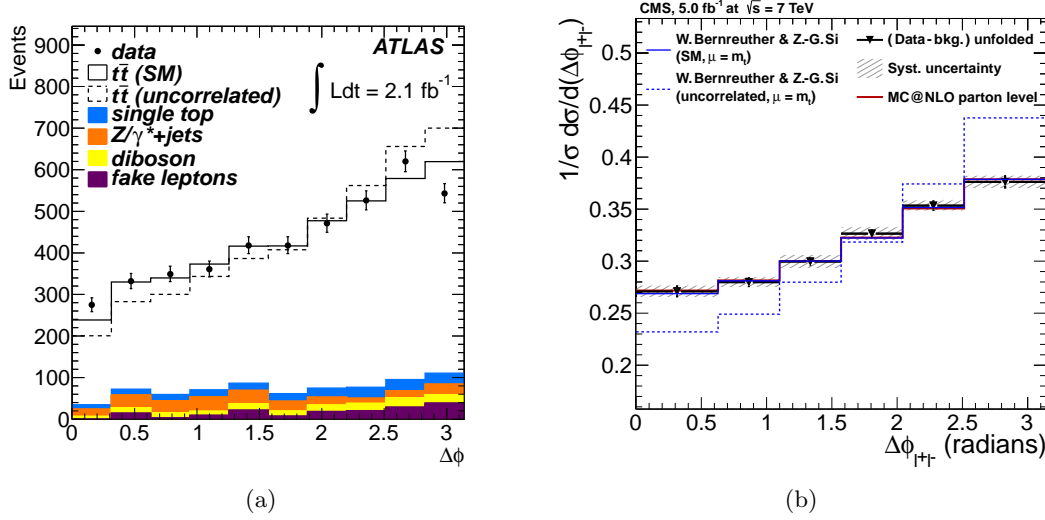 Events
900
800
700
600
500
400
300
200
100
0
ATLAS
data
tt̄ (SM)
tt̄ (uncorrelated)
single top
Z/γ*+jets
diboson
fake leptons
∫ Ldt = 2.1 fb⁻¹
0 0.5 1 1.5 2 2.5 3
Δϕ
(a)
CMS, 5.0 fb⁻¹ at √s = 7 TeV
1/σ dσ/d(Δϕ_l+l-)
0.5
0.45
0.4
0.35
0.3
0.25
0.2
W. Bernreuther & Z.-G.Si
(SM, μ = m_t)
W. Bernreuther & Z.-G.Si
(uncorrelated, μ = m_t)
(Data-bkg.) unfolded
Syst. uncertainty
MC@NLO parton level
0 0.5 1 1.5 2 2.5 3
Δϕ_l+l- (radians)
(b)